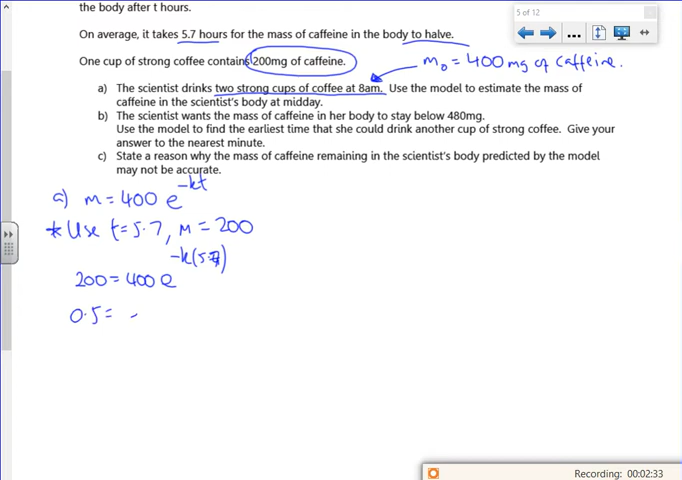 the body after t hours.
5 of 12
On average, it takes 5.7 hours for the mass of caffeine in the body to halve.
One cup of strong coffee contains 200mg of caffeine.
m₀ = 400 mg of caffeine.
a) The scientist drinks two strong cups of coffee at 8am. Use the model to estimate the mass of
caffeine in the scientist's body at midday.
b) The scientist wants the mass of caffeine in her body to stay below 480mg.
Use the model to find the earliest time that she could drink another cup of strong coffee. Give your
answer to the nearest minute.
c) State a reason why the mass of caffeine remaining in the scientist's body predicted by the model
may not be accurate.
a) m = 400 e^-kt
* Use t = 5.7, m = 200
200 = 400 e^-k(5.7)
0.5 =
Recording: 00:02:33